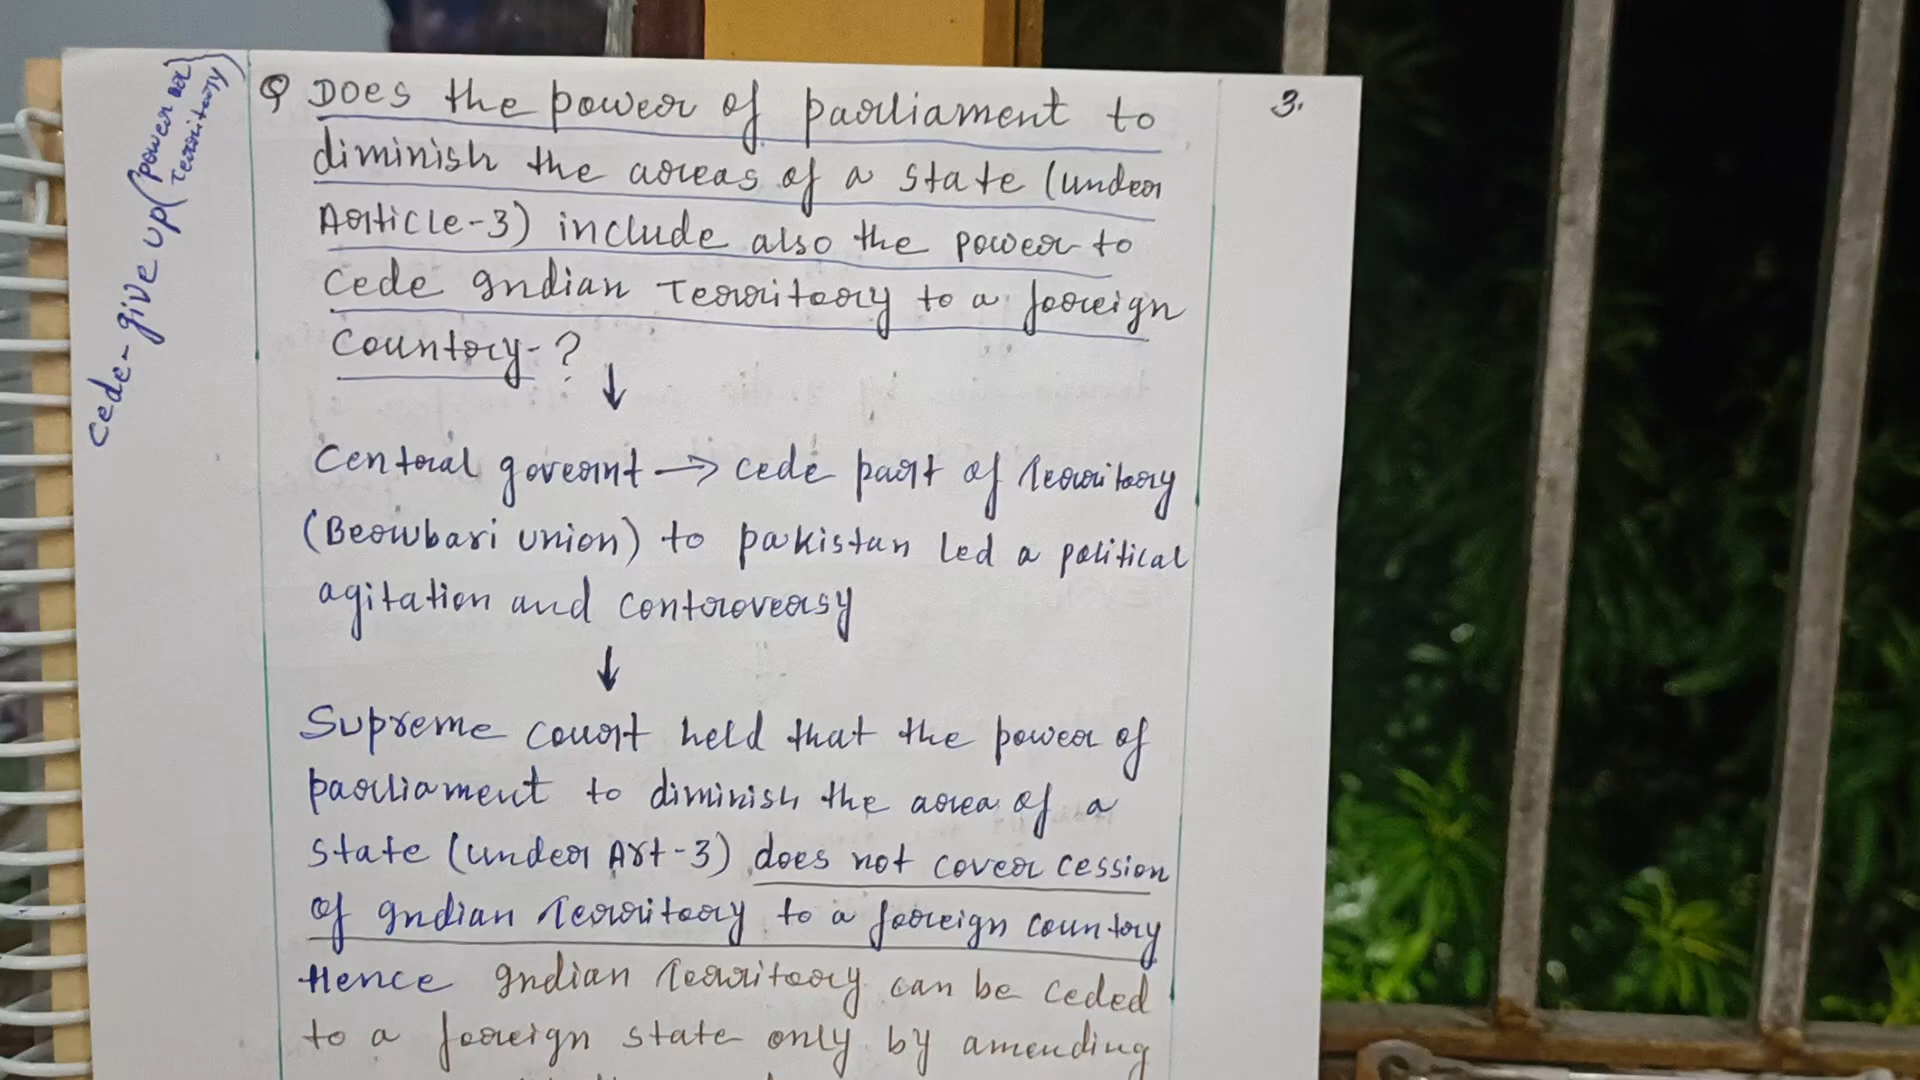 Cede - give up (power or
Territory)
3.
Q Does the power of parliament to
diminish the areas of a state (under
Article-3) include also the power to
cede Indian Territory to a foreign
country-?
↓
Central governt → cede part of Territory
(Berubari union) to pakistan led a political
agitation and controversy
↓
Supreme court held that the power of
parliament to diminish the area of a
state (under Art-3) does not cover cession
of Indian Territory to a foreign country
Hence Indian Territory can be ceded
to a foreign state only by amending